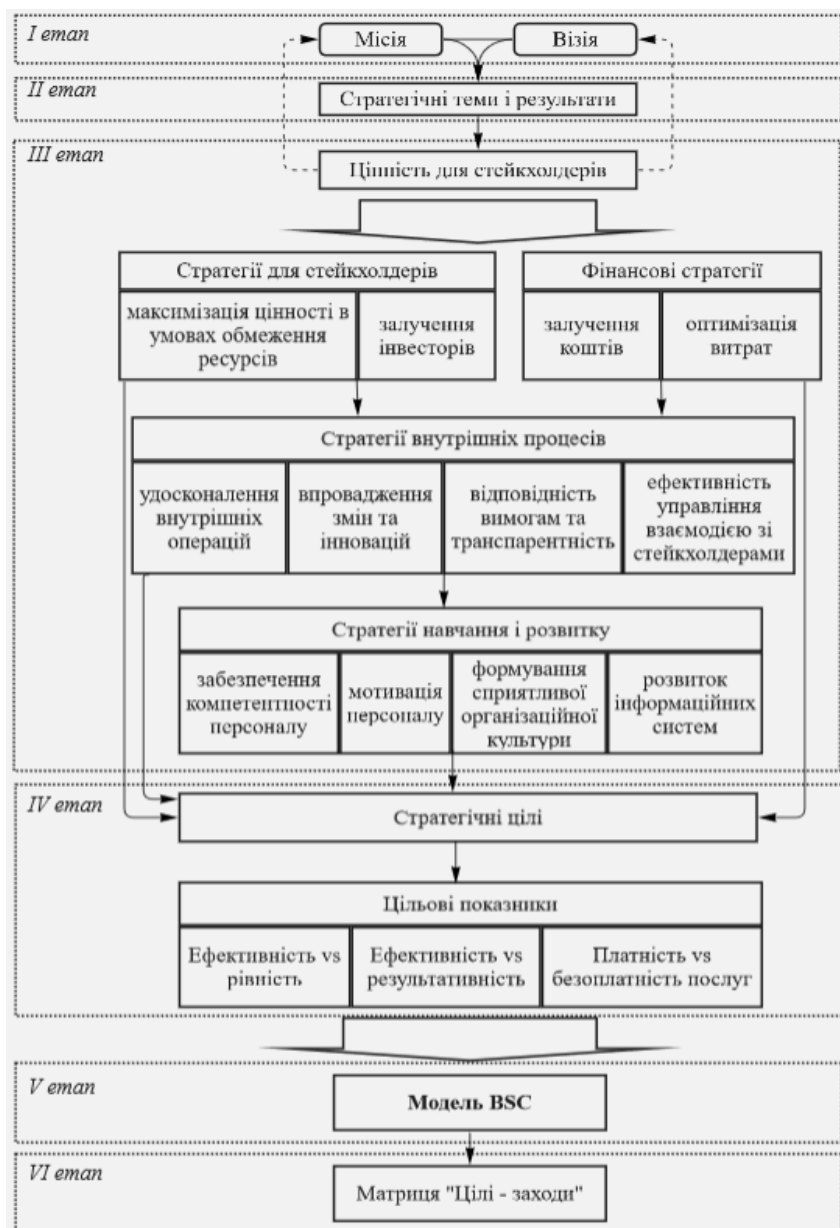 I етап
Місія
Візія
II етап
Стратегічні теми і результати
III етап
Цінність для стейкхолдерів
Стратегії для стейкхолдерів
максимізація цінності в
умовах обмеження
ресурсів
залучення
інвесторів
Фінансові стратегії
залучення
коштів
оптимізація
витрат
Стратегії внутрішніх процесів
удосконалення
внутрішніх
операцій
впровадження
змін та
інновацій
відповідність
вимогам та
транспарентність
ефективність
управління
взаємодією зі
стейкхолдерами
Стратегії навчання і розвитку
забезпечення
компетентності
персоналу
мотивація
персоналу
формування
сприятливої
організаційної
культури
розвиток
інформаційних
систем
IV етап
Стратегічні цілі
Цільові показники
Ефективність vs
рівність
Ефективність vs
результативність
Платність vs
безоплатність послуг
V етап
Модель BSC
VI етап
Матриця "Цілі - заходи"